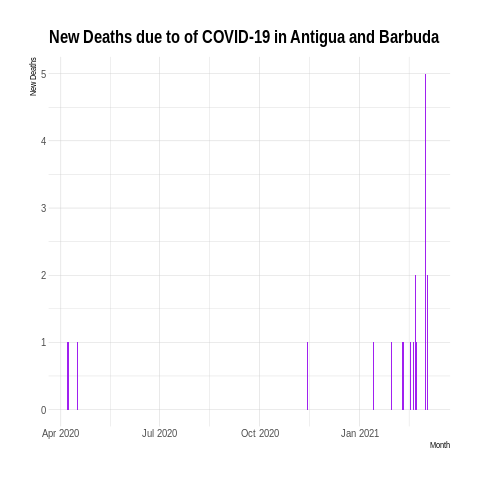 New Deaths due to of COVID-19 in Antigua and Barbuda
New Deaths
5
4
3
2
1
0
Apr 2020 Jul 2020 Oct 2020 Jan 2021
Month